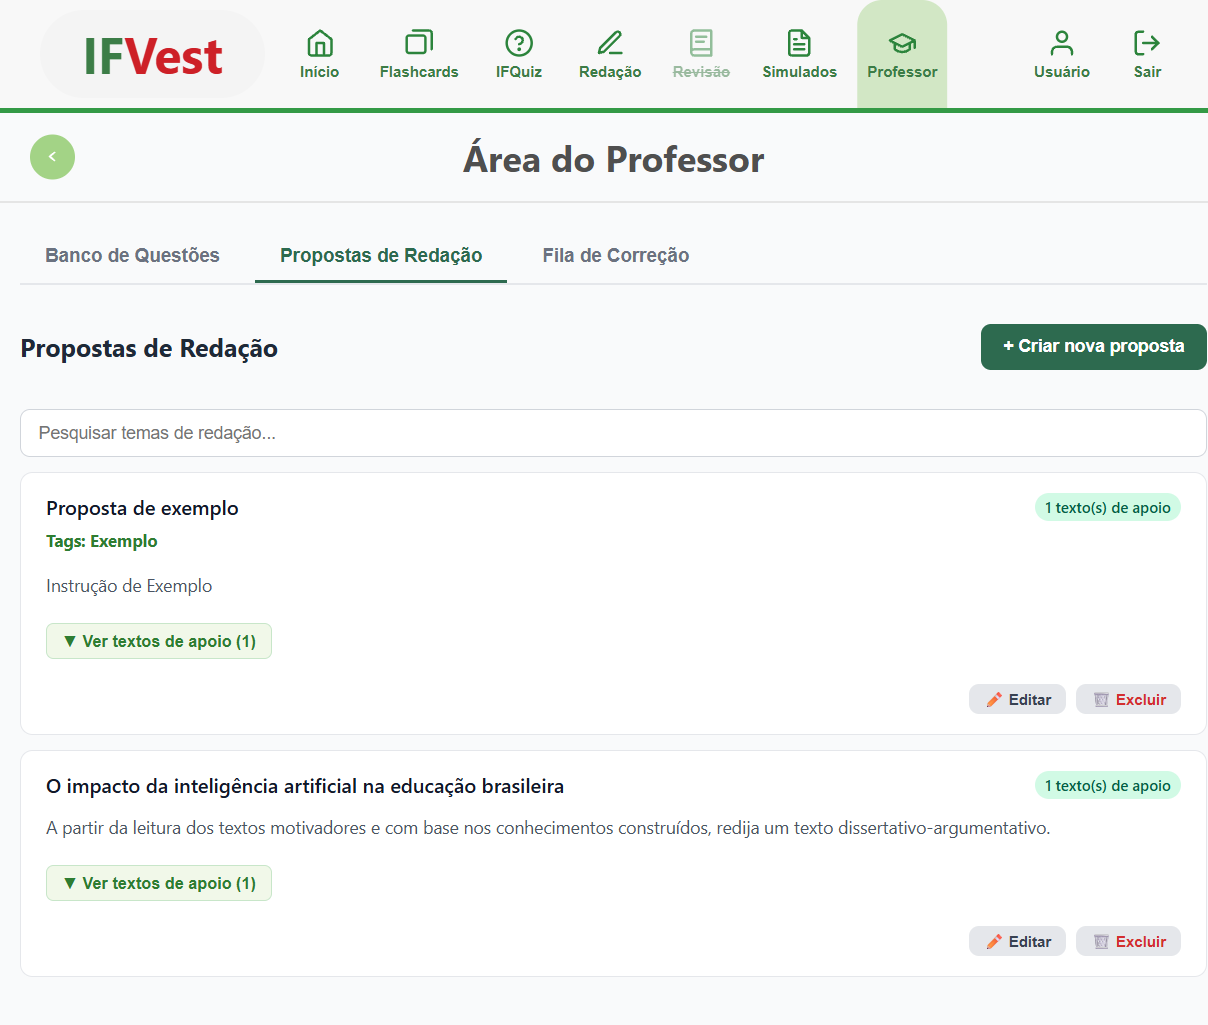 IFVest
Início
Flashcards
IFQuiz
Redação
Revisão
Simulados
Professor
Usuário
Sair
Área do Professor
Banco de Questões
Propostas de Redação
Fila de Correção
Propostas de Redação
+ Criar nova proposta
Pesquisar temas de redação...
Proposta de exemplo
1 texto(s) de apoio
Tags: Exemplo
Instrução de Exemplo
▼ Ver textos de apoio (1)
Editar
Excluir
O impacto da inteligência artificial na educação brasileira
1 texto(s) de apoio
A partir da leitura dos textos motivadores e com base nos conhecimentos construídos, redija um texto dissertativo-argumentativo.
▼ Ver textos de apoio (1)
Editar
Excluir